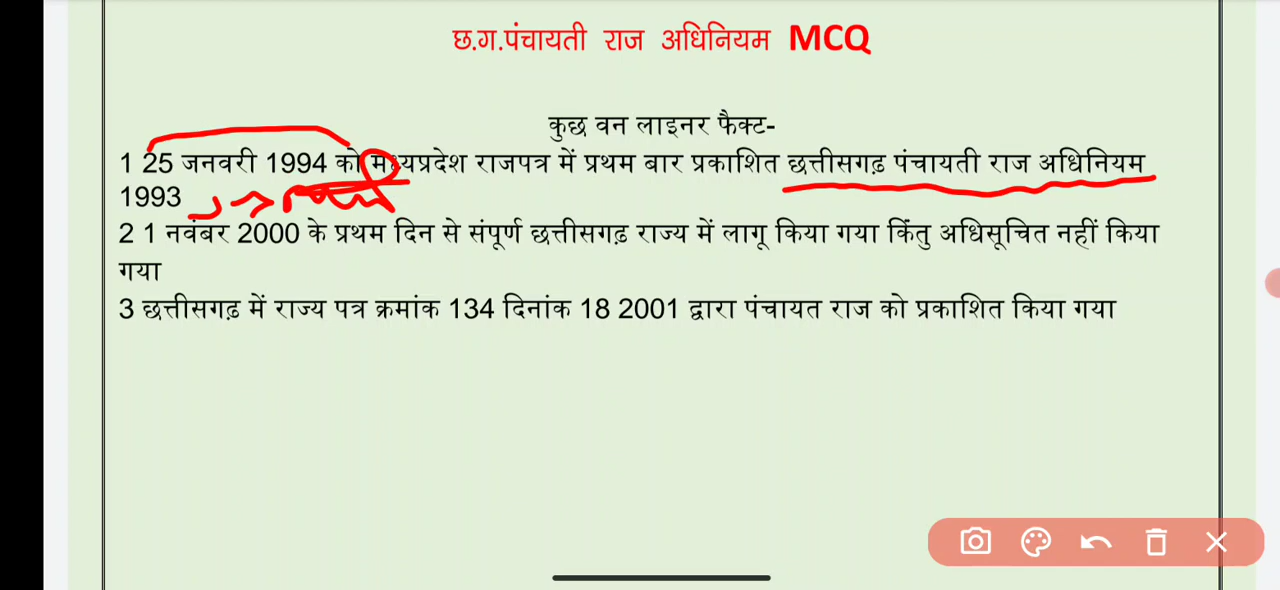 छ.ग.पंचायती राज अधिनियम MCQ
कुछ वन लाइनर फैक्ट-
1 25 जनवरी 1994 को मध्यप्रदेश राजपत्र में प्रथम बार प्रकाशित छत्तीसगढ़ पंचायती राज अधिनियम
1993
2 1 नवंबर 2000 के प्रथम दिन से संपूर्ण छत्तीसगढ़ राज्य में लागू किया गया किंतु अधिसूचित नहीं किया
गया
3 छत्तीसगढ़ में राज्य पत्र क्रमांक 134 दिनांक 18 2001 द्वारा पंचायत राज को प्रकाशित किया गया